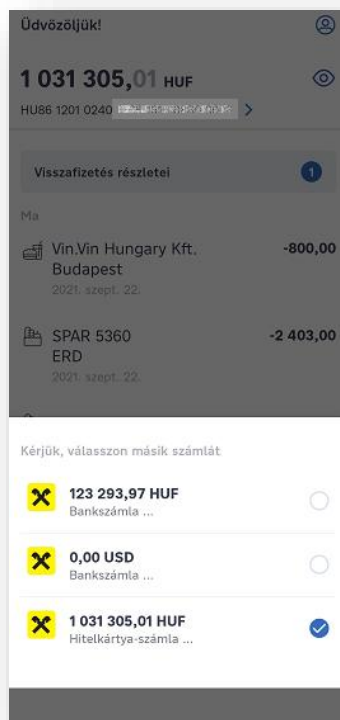 Üdvözöljük!
1 031 305,01 HUF
HU86 1201 0240
Visszafizetés részletei 1
Ma
Vin.Vin Hungary Kft. -800,00
Budapest
2021. szept. 22.
SPAR 5360 -2 403,00
ERD
2021. szept. 22.
Kérjük, válasszon másik számlát
123 293,97 HUF
Bankszámla ...
0,00 USD
Bankszámla ...
1 031 305,01 HUF
Hitelkártya-számla ...